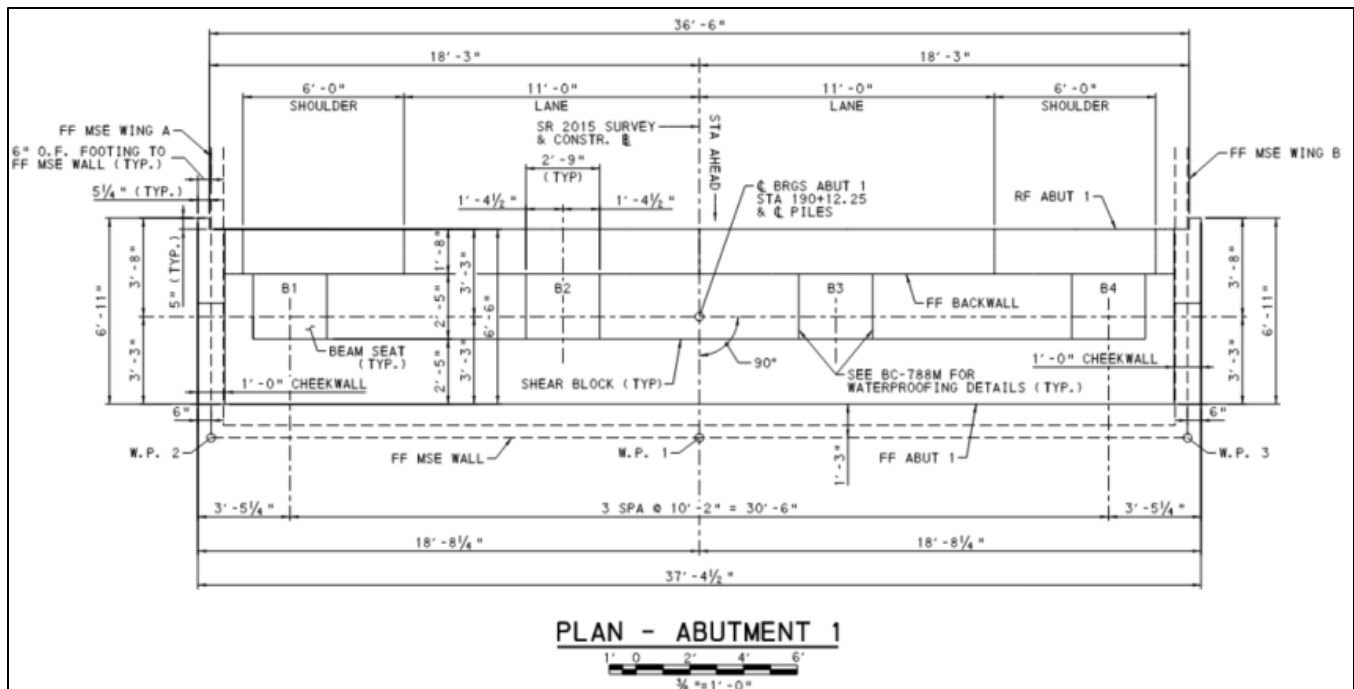 36'-6"
18'-3" 18'-3"
6'-0" 11'-0" 11'-0" 6'-0"
SHOULDER LANE LANE SHOULDER
FF MSE WING A
6" O.F. FOOTING TO
FF MSE WALL (TYP.)
5¼" (TYP.)
SR 2015 SURVEY
& CONSTR. ℄
STA AHEAD
2'-9"
(TYP)
1'-4½" 1'-4½"
℄ BRGS ABUT 1
STA 190+12.25
& ℄ PILES
FF MSE WING B
RF ABUT 1
6'-11"
3'-8"
3'-3"
5" (TYP.)
1'-8"
2'-5"
2'-5"
3'-3"
3'-3"
6'-6"
B1 B2 B3 B4
FF BACKWALL
3'-8"
3'-3"
6'-11"
BEAM SEAT
(TYP.)
90°
1'-0" CHEEKWALL
SHEAR BLOCK (TYP)
SEE BC-788M FOR
WATERPROOFING DETAILS (TYP.)
1'-0" CHEEKWALL
6" 6"
W.P. 2 FF MSE WALL W.P. 1 1'-3" FF ABUT 1 W.P. 3
3'-5¼" 3 SPA @ 10'-2" = 30'-6" 3'-5¼"
18'-8¼" 18'-8¼"
37'-4½"
PLAN - ABUTMENT 1
1' 0 2' 4' 6'
⅜"=1'-0"